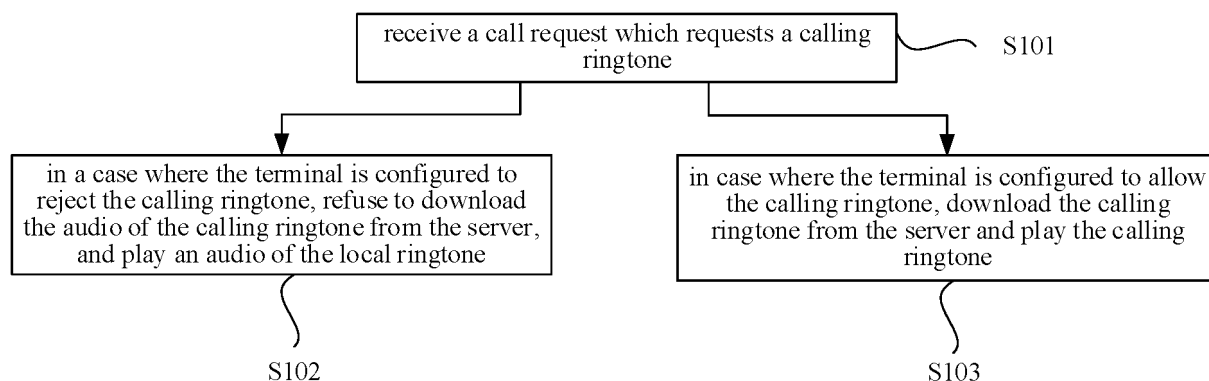 receive a call request which requests a calling
ringtone
S101
in a case where the terminal is configured to
reject the calling ringtone, refuse to download
the audio of the calling ringtone from the server,
and play an audio of the local ringtone
S102
in case where the terminal is configured to allow
the calling ringtone, download the calling
ringtone from the server and play the calling
ringtone
S103